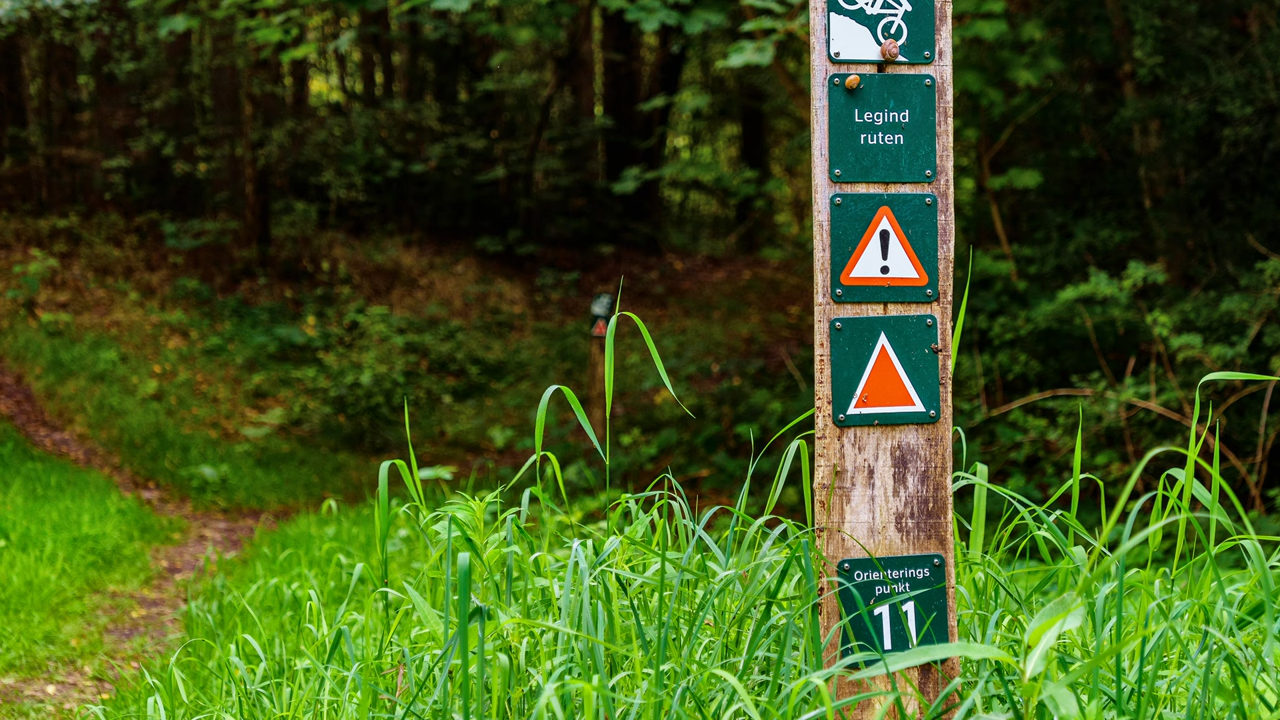 Legind
ruten
!
Orienterings
punkt
11